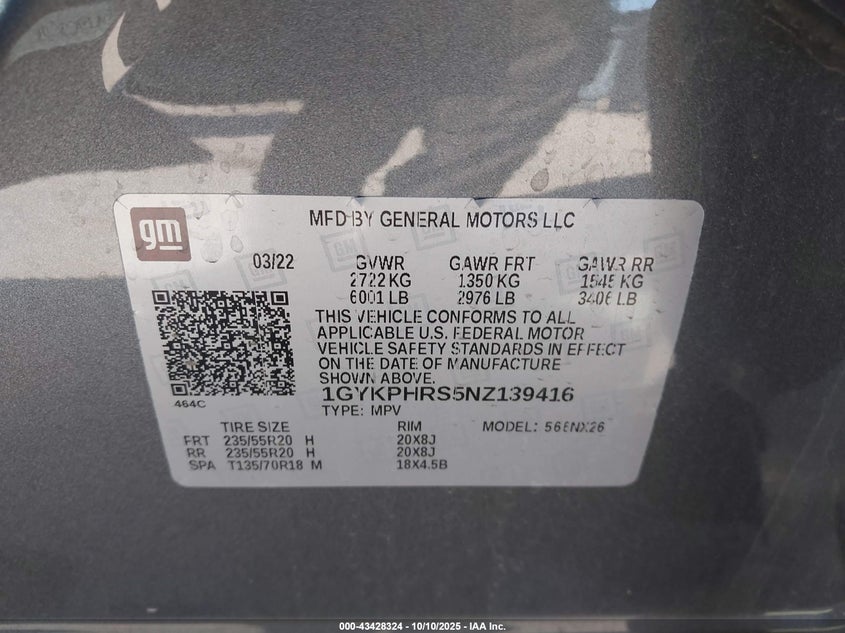 gm
MFD BY GENERAL MOTORS LLC
03/22 GVWR GAWR FRT GAWR RR
2722 KG 1350 KG 1545 KG
6001 LB 2976 LB 3406 LB
THIS VEHICLE CONFORMS TO ALL
APPLICABLE U.S. FEDERAL MOTOR
VEHICLE SAFETY STANDARDS IN EFFECT
ON THE DATE OF MANUFACTURE
SHOWN ABOVE.
464C
1GYKPHRS5NZ139416
TYPE: MPV
TIRE SIZE RIM MODEL:
FRT 235/55R20 H 20X8J
RR 235/55R20 H 20X8J
SPA T135/70R18 M 18X4.5B
000-43428324 - 10/10/2025 - IAA Inc.